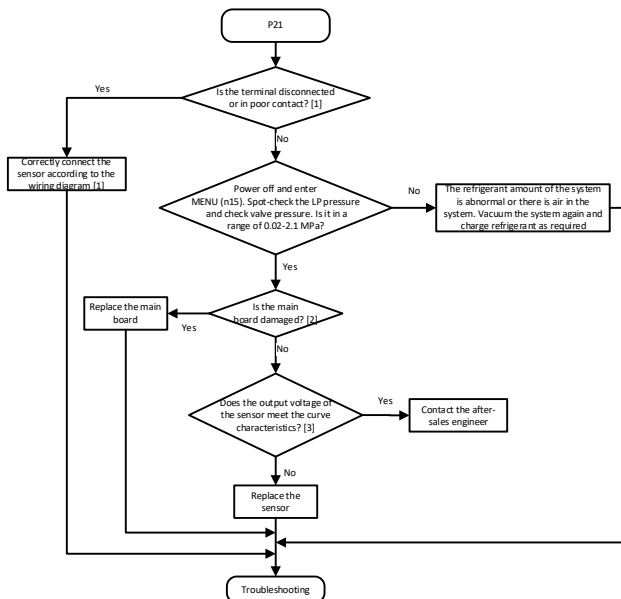 P21
Yes
Is the terminal disconnected
or in poor contact? [1]
No
Correctly connect the
sensor according to the
wiring diagram [1]
Power off and enter
MENU (n15). Spot-check the LP pressure
and check valve pressure. Is it in a
range of 0.02-2.1 MPa?
No
The refrigerant amount of the system
is abnormal or there is air in the
system. Vacuum the system again and
charge refrigerant as required
Yes
Replace the main
board
Yes
Is the main
board damaged? [2]
No
Does the output voltage of
the sensor meet the curve
characteristics? [3]
Yes
Contact the after-
sales engineer
No
Replace the
sensor
Troubleshooting